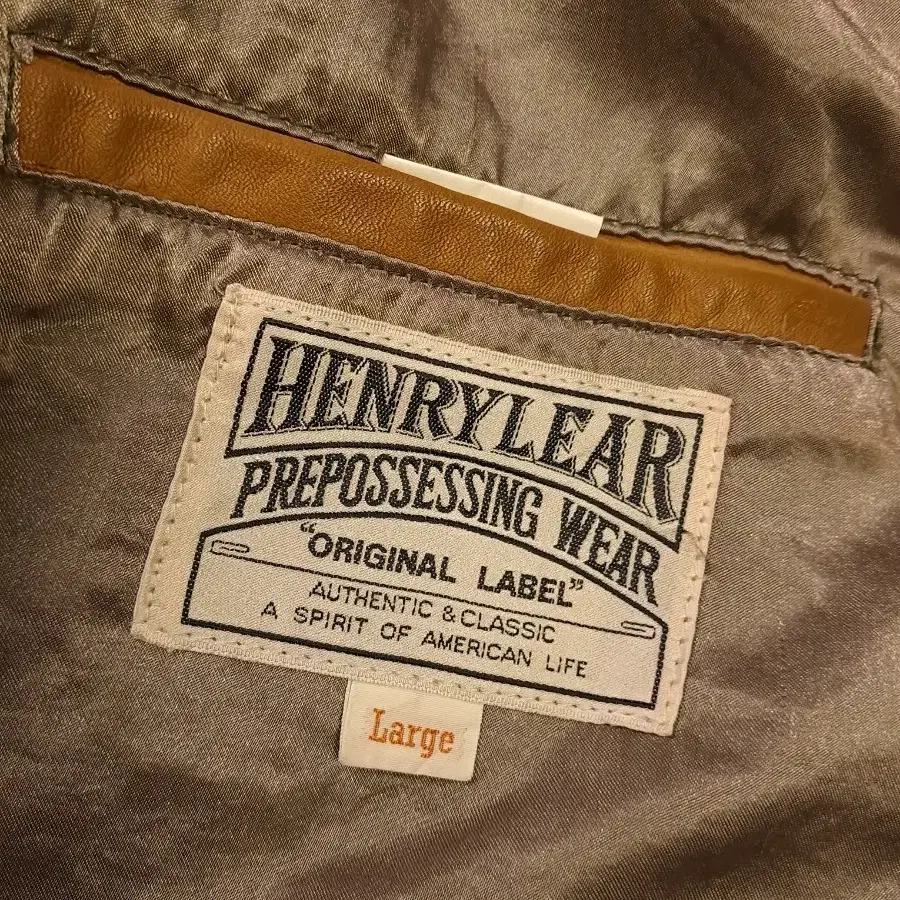 HENRYLEAR
PREPOSSESSING WEAR
"ORIGINAL LABEL"
AUTHENTIC & CLASSIC
A SPIRIT OF AMERICAN LIFE
Large